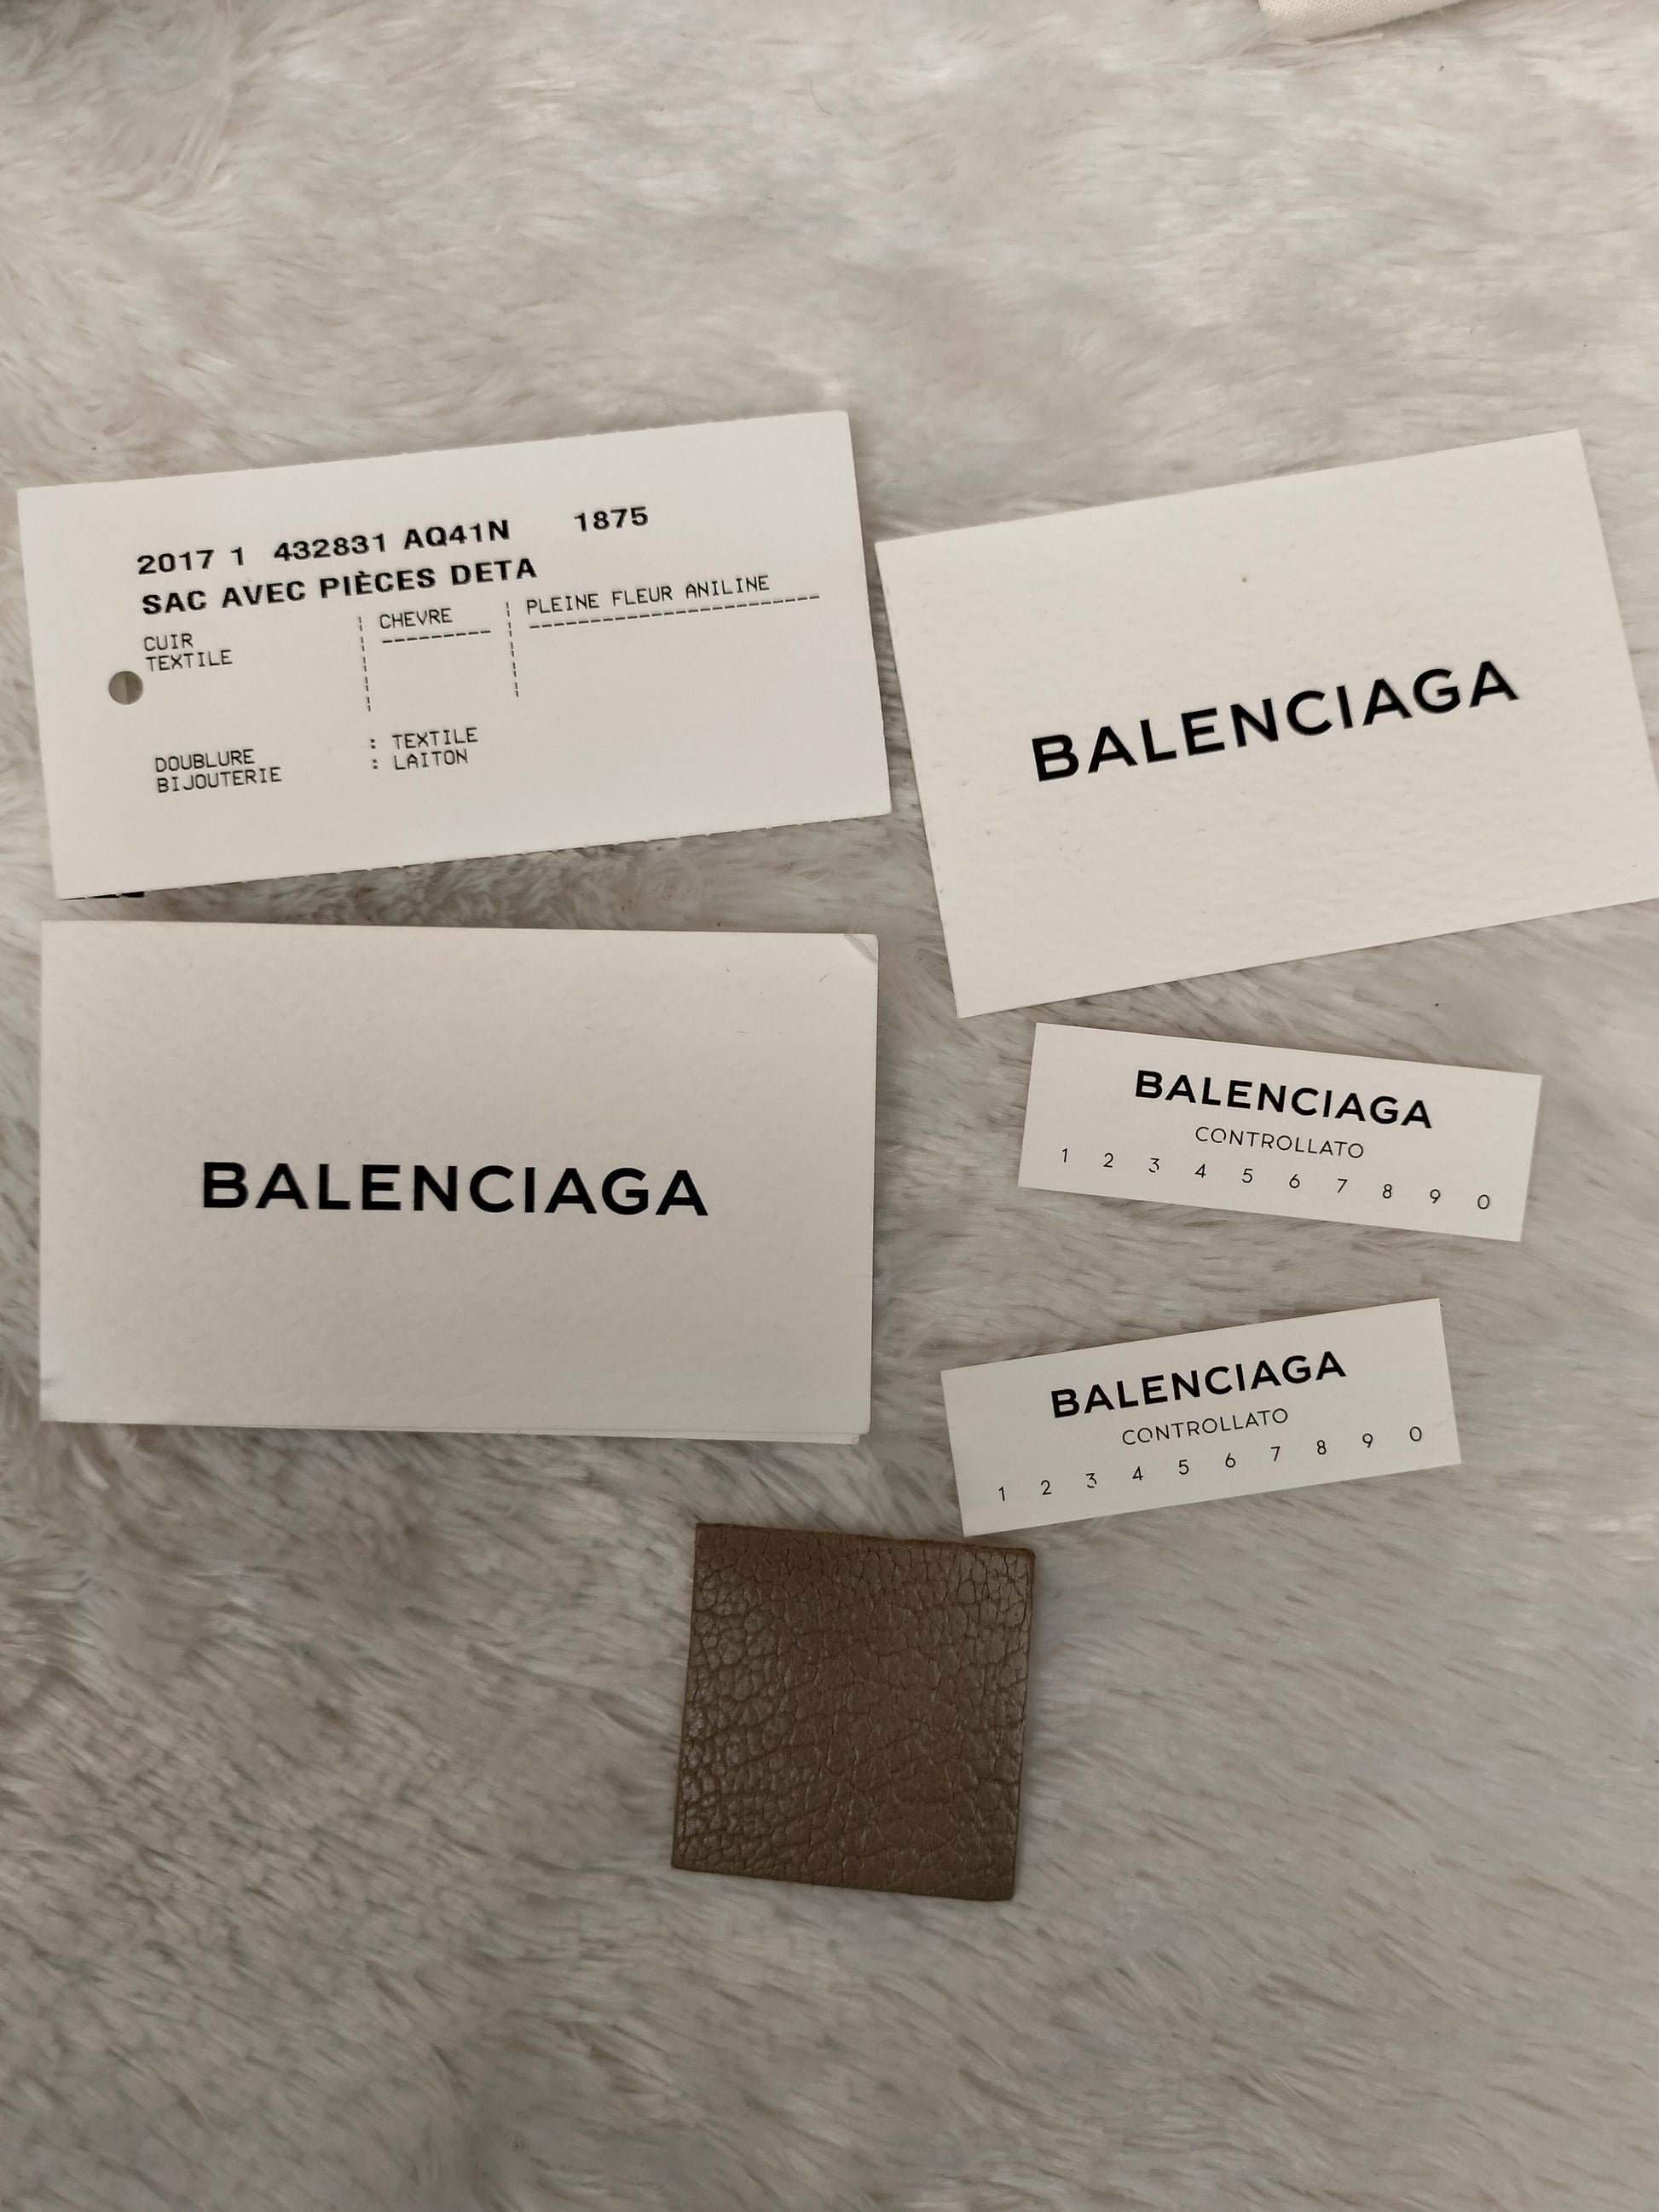 2017 1 432831 AQ41N 1875
SAC AVEC PIÈCES DETA
CUIR CHEVRE PLEINE FLEUR ANILINE
TEXTILE
DOUBLURE : TEXTILE
BIJOUTERIE : LAITON
BALENCIAGA
BALENCIAGA
BALENCIAGA
CONTROLLATO
1 2 3 4 5 6 7 8 9 0
BALENCIAGA
CONTROLLATO
1 2 3 4 5 6 7 8 9 0